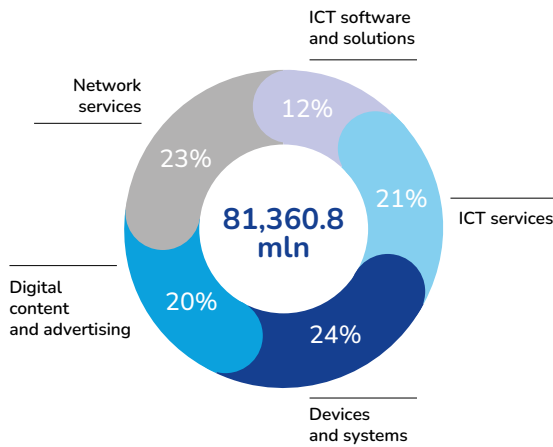 ICT software
and solutions
Network
services
12%
23%
21%
81,360.8
mln
ICT services
Digital
content
and advertising
20%
24%
Devices
and systems